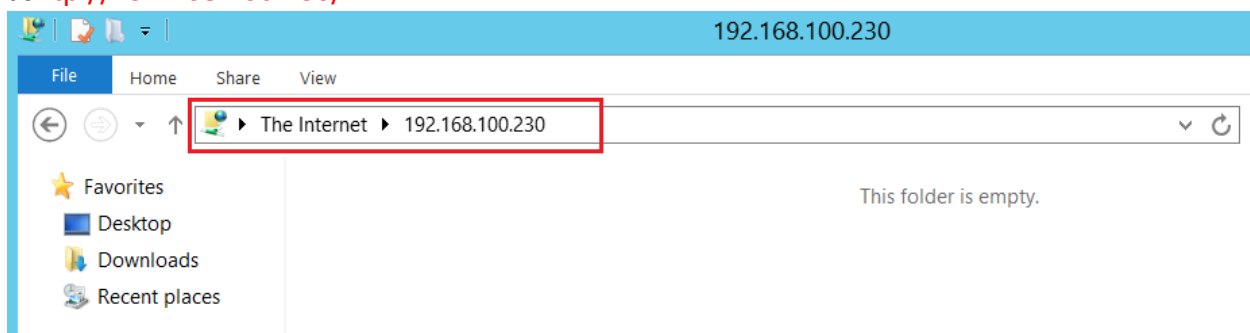 192.168.100.230
File Home Share View
The Internet 192.168.100.230
Favorites
This folder is empty.
Desktop
Downloads
Recent places